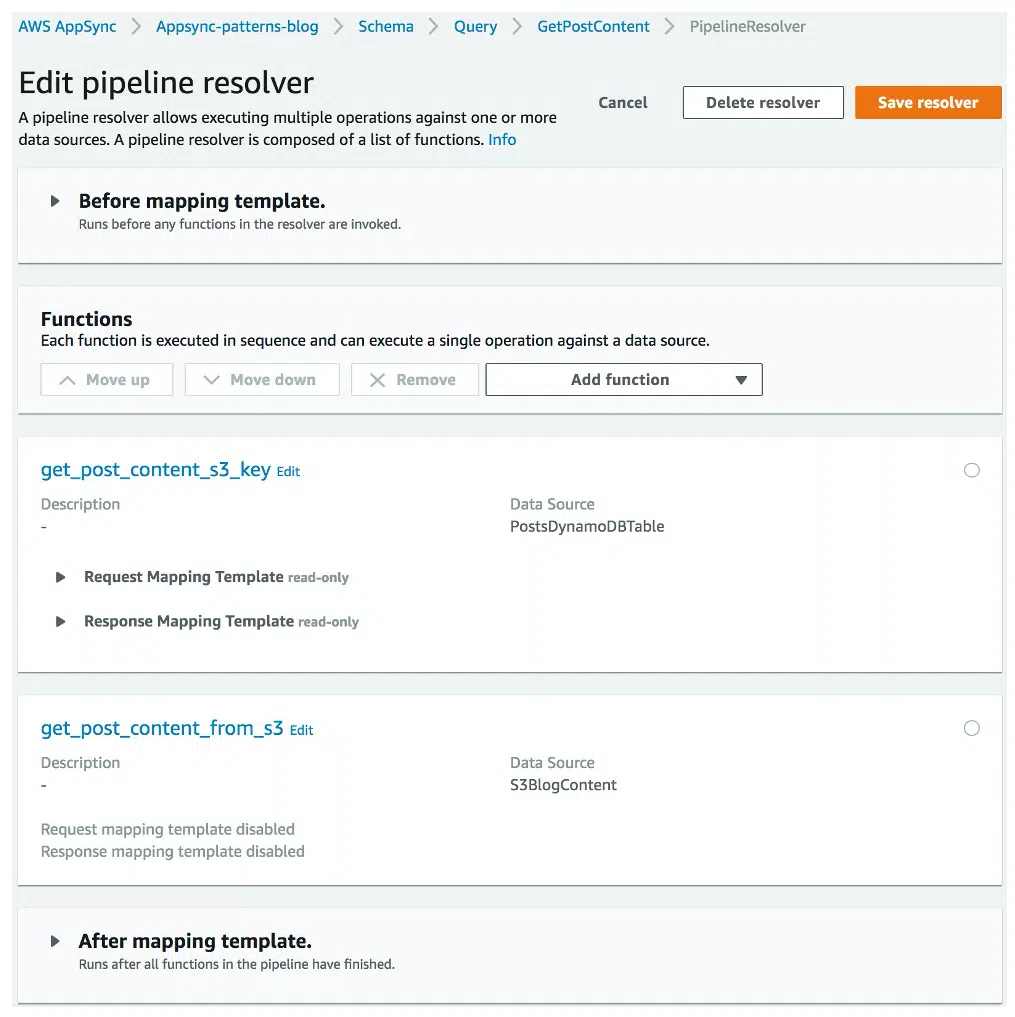 AWS AppSync > Appsync-patterns-blog > Schema > Query > GetPostContent > PipelineResolver
Edit pipeline resolver
Cancel
Delete resolver
Save resolver
A pipeline resolver allows executing multiple operations against one or more
data sources. A pipeline resolver is composed of a list of functions. Info
Before mapping template.
Runs before any functions in the resolver are invoked.
Functions
Each function is executed in sequence and can execute a single operation against a data source.
Move up
Move down
Remove
Add function
get_post_content_s3_key Edit
Description
-
Data Source
PostsDynamoDBTable
Request Mapping Template read-only
Response Mapping Template read-only
get_post_content_from_s3 Edit
Description
-
Data Source
S3BlogContent
Request mapping template disabled
Response mapping template disabled
After mapping template.
Runs after all functions in the pipeline have finished.